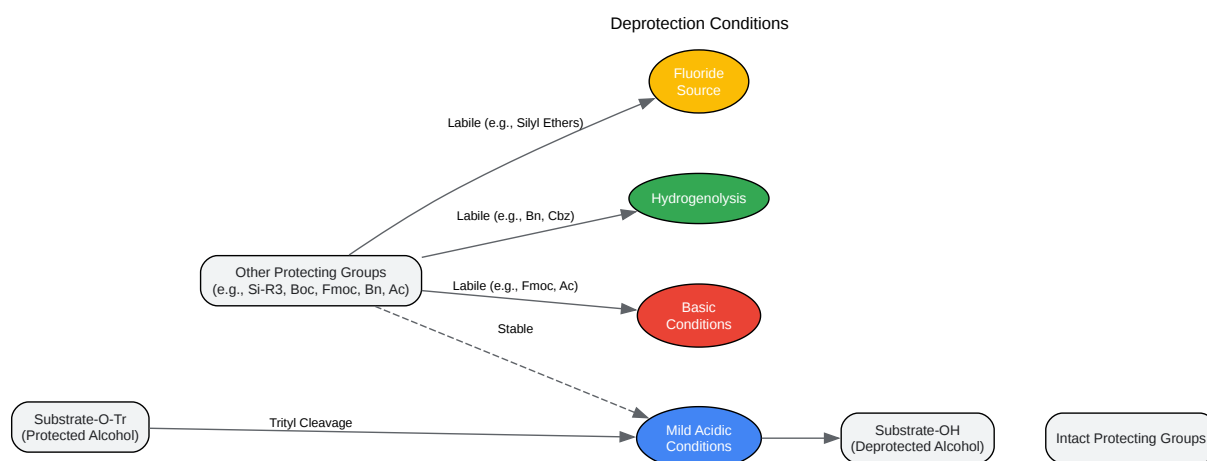 Deprotection Conditions
Fluoride
Source
Labile (e.g., Silyl Ethers)
Hydrogenolysis
Labile (e.g., Bn, Cbz)
Other Protecting Groups
(e.g., Si-R3, Boc, Fmoc, Bn, Ac)
Labile (e.g., Fmoc, Ac)
Basic
Conditions
Stable
Substrate-O-Tr
(Protected Alcohol)
Trityl Cleavage
Mild Acidic
Conditions
Substrate-OH
(Deprotected Alcohol)
Intact Protecting Groups